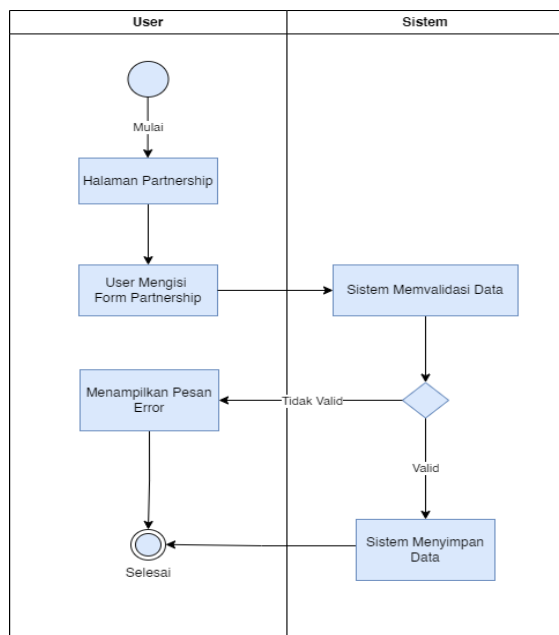 User
Sistem
Mulai
Halaman Partnership
User Mengisi
Form Partnership
Sistem Memvalidasi Data
Menampilkan Pesan
Error
Tidak Valid
Valid
Sistem Menyimpan
Data
Selesai